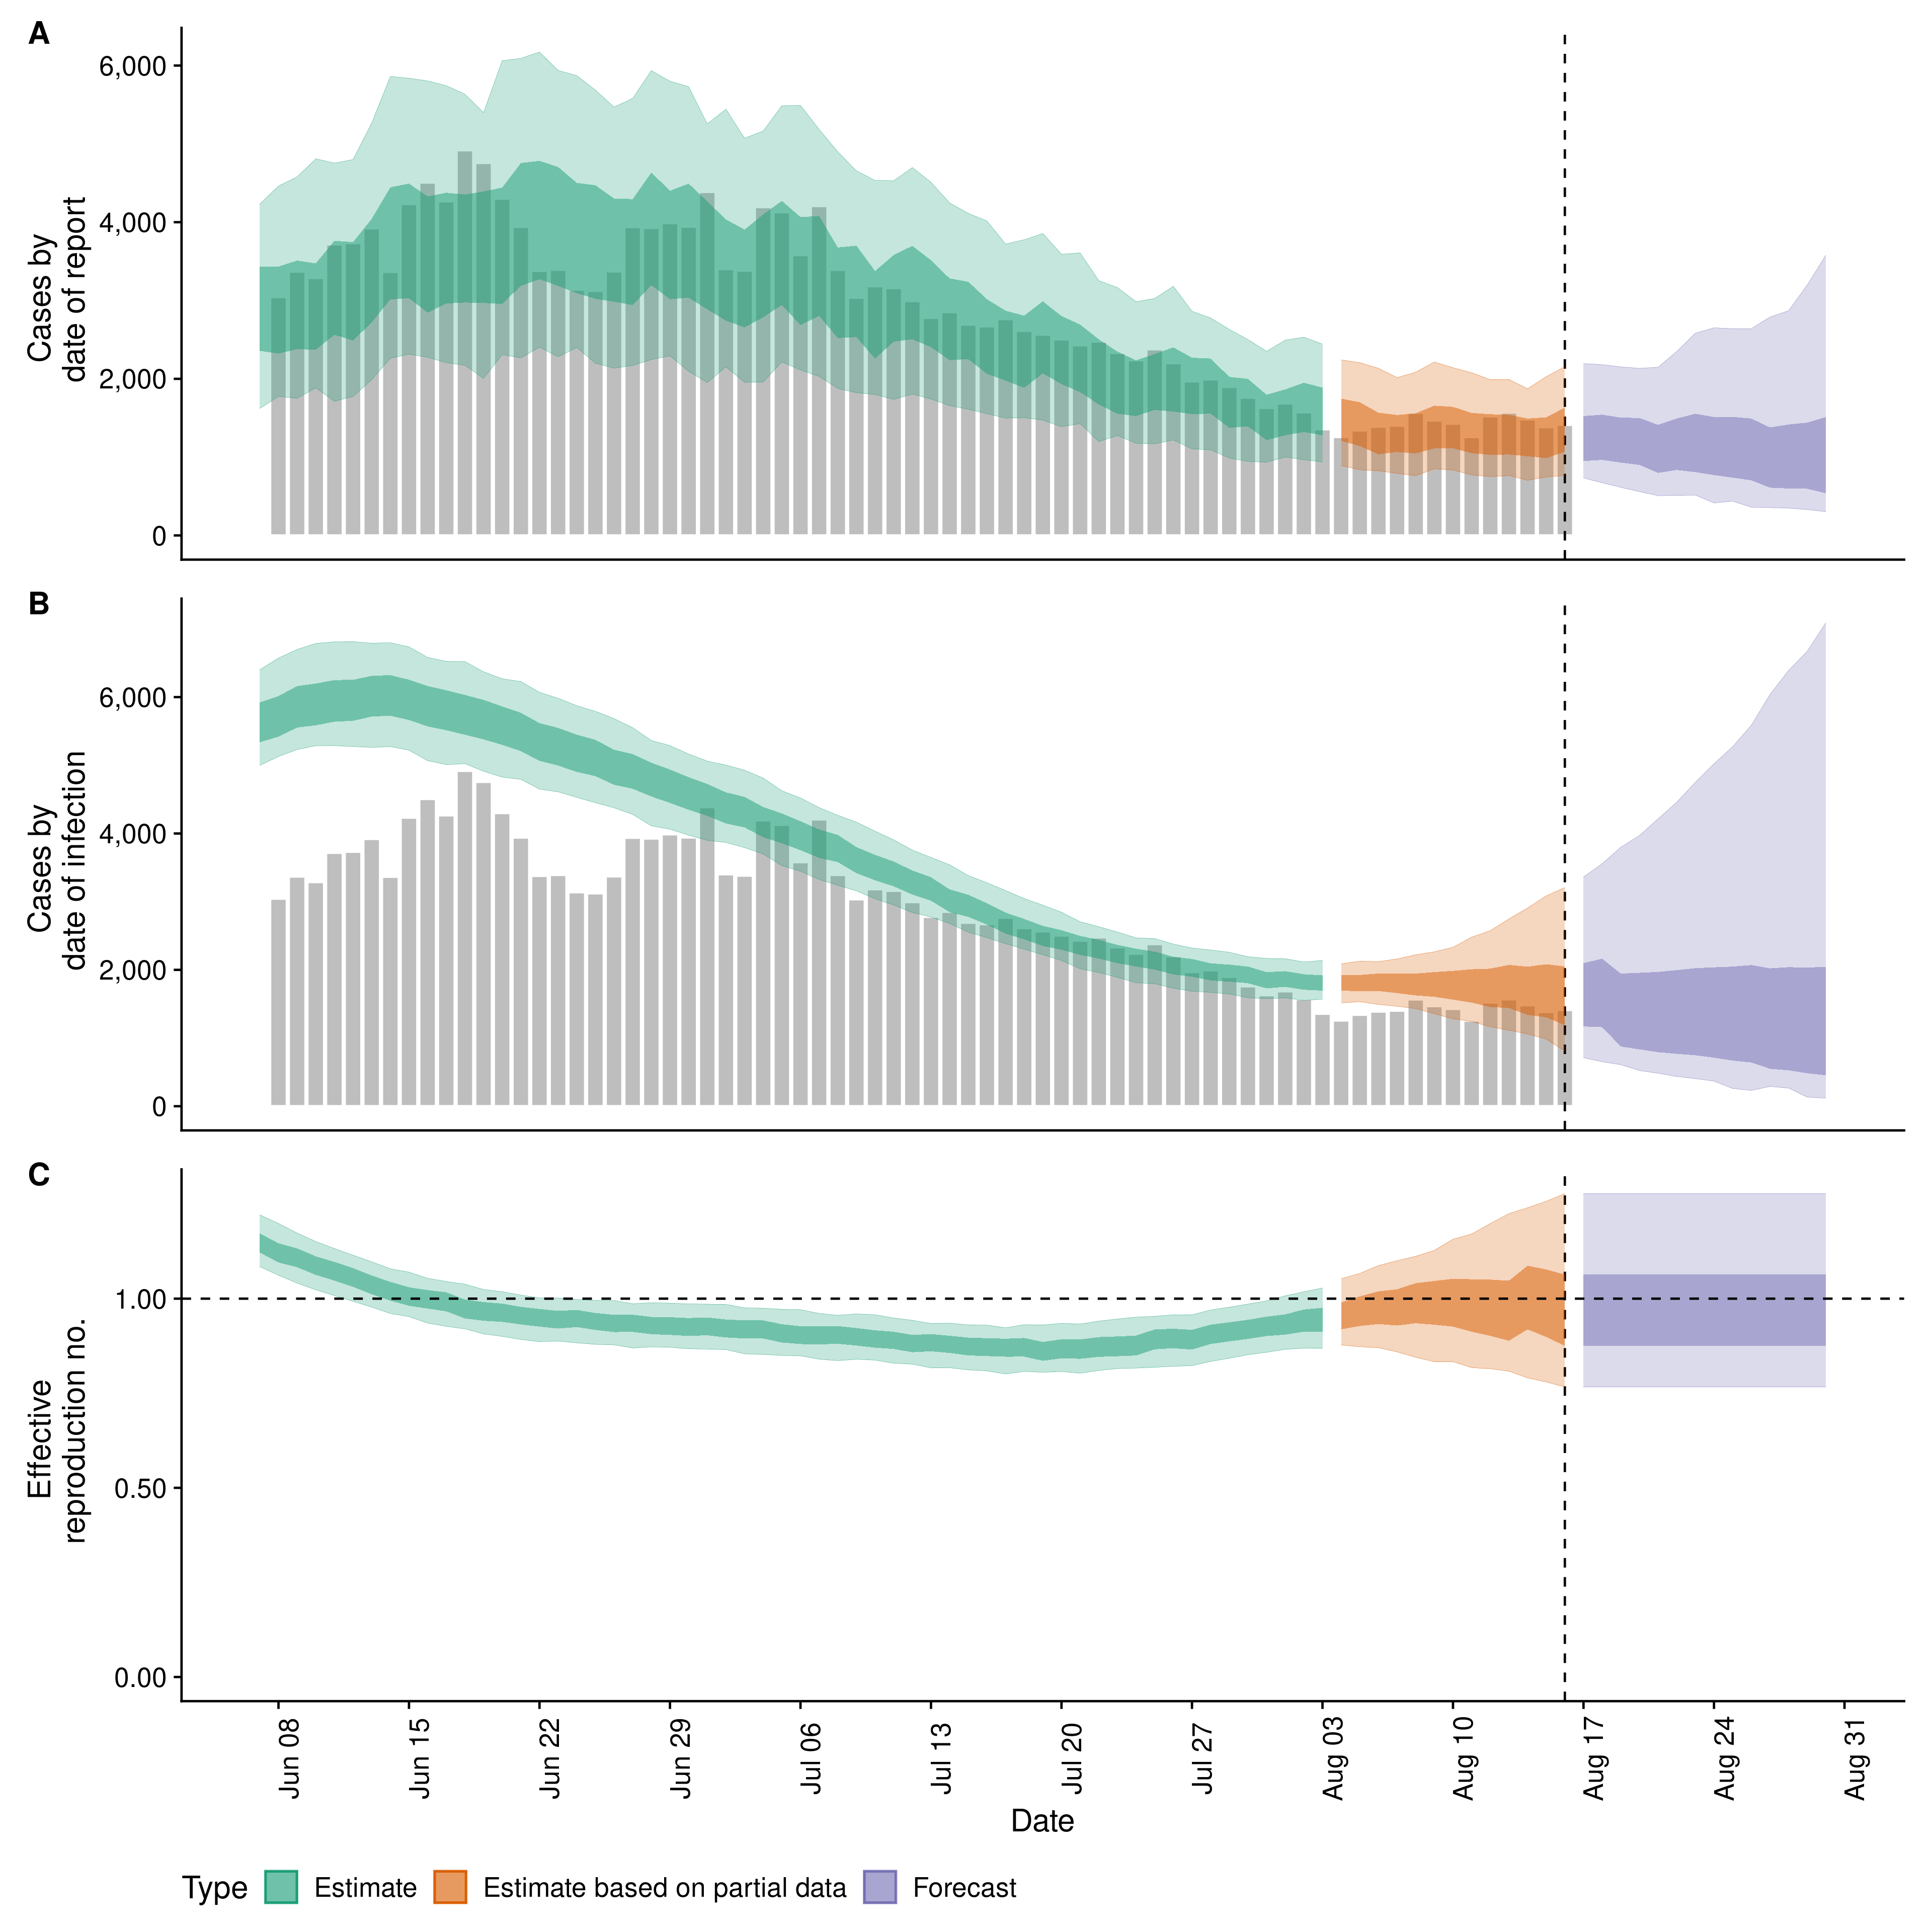 A
Cases by
date of report
6,000
4,000
2,000
0
B
Cases by
date of infection
6,000
4,000
2,000
0
C
Effective
reproduction no.
1.00
0.50
0.00
Jun 08
Jun 15
Jun 22
Jun 29
Jul 06
Jul 13
Jul 20
Jul 27
Aug 03
Aug 10
Aug 17
Aug 24
Aug 31
Date
Type Estimate Estimate based on partial data Forecast